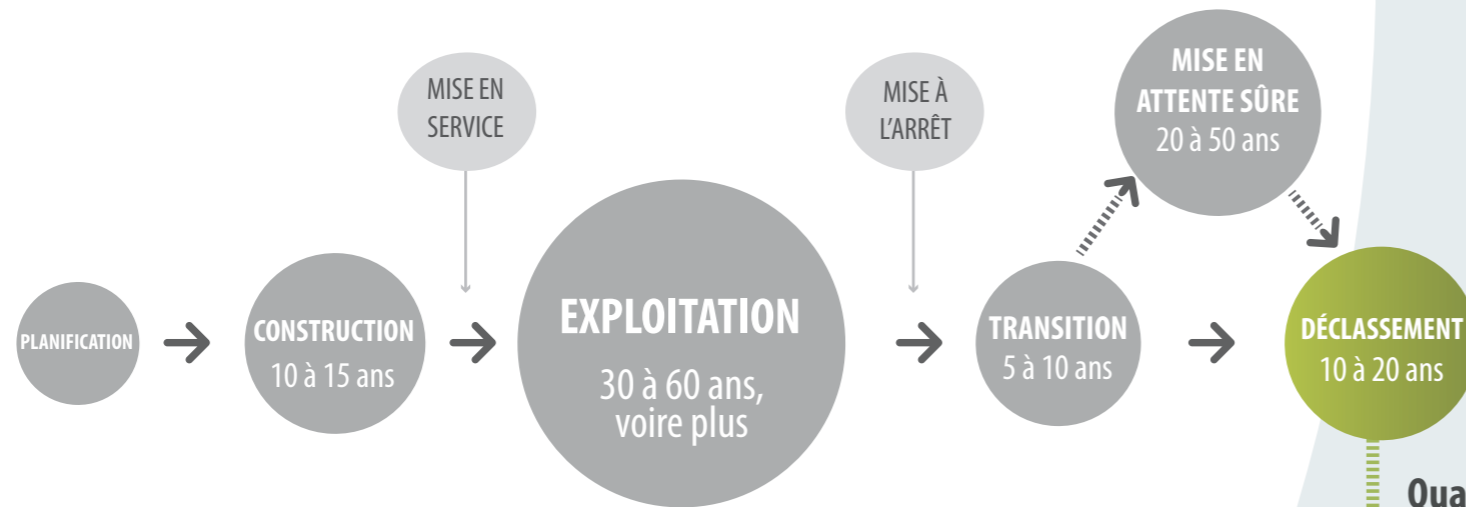 PLANIFICATION
CONSTRUCTION
10 à 15 ans
MISE EN
SERVICE
EXPLOITATION
30 à 60 ans,
voire plus
MISE À
L'ARRÊT
TRANSITION
5 à 10 ans
MISE EN
ATTENTE SÛRE
20 à 50 ans
DÉCLASSEMENT
10 à 20 ans